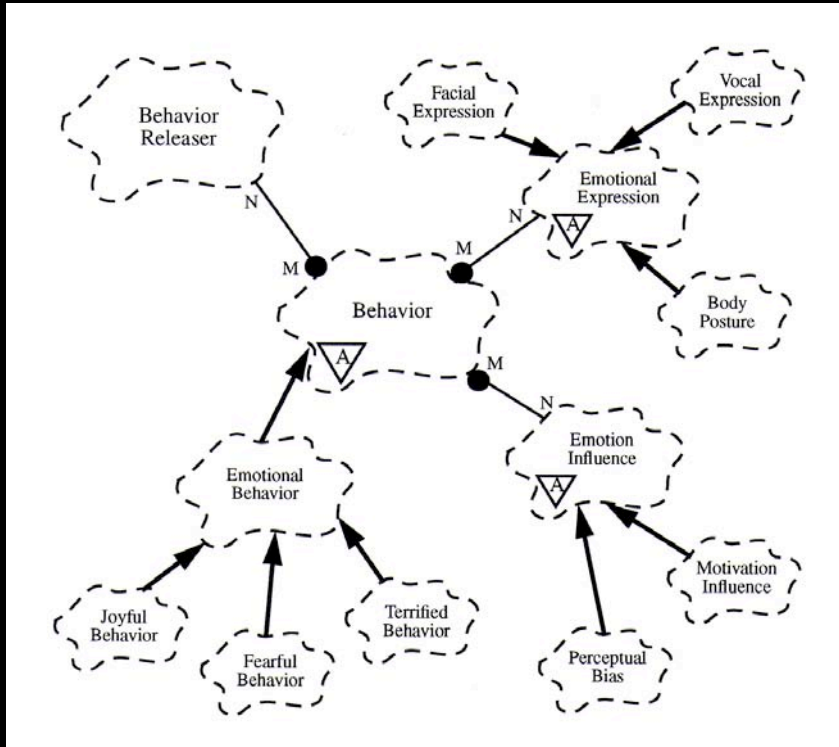 Behavior
Releaser
Facial
Expression
Vocal
Expression
Emotional
Expression
A
N
M
N
M
Behavior
A
Body
Posture
M
N
Emotion
Influence
A
Emotional
Behavior
Joyful
Behavior
Fearful
Behavior
Terrified
Behavior
Motivation
Influence
Perceptual
Bias